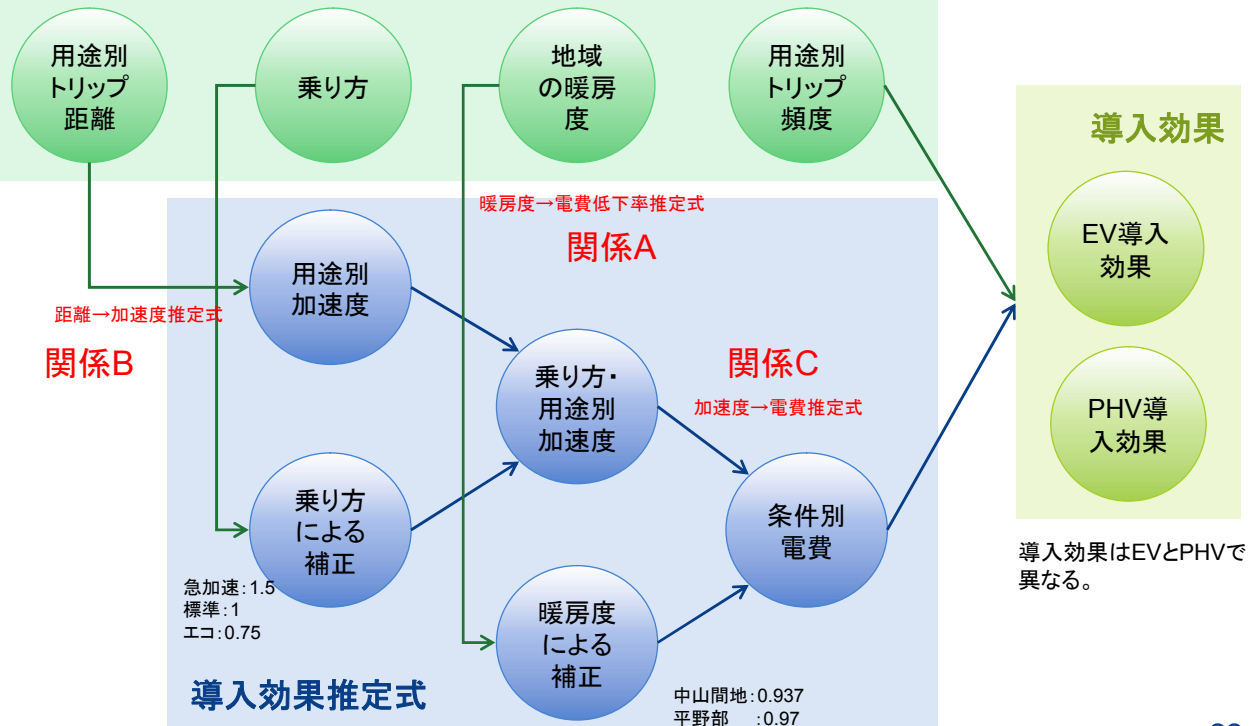 用途別
トリップ
距離
乗り方
地域
の暖房
度
用途別
トリップ
頻度
導入効果
暖房度→電費低下率推定式
関係A
用途別
加速度
EV導入
効果
距離→加速度推定式
関係B
乗り方・
用途別
加速度
関係C
加速度→電費推定式
PHV導
入効果
乗り方
による
補正
条件別
電費
導入効果はEVとPHVで
異なる。
急加速:1.5
標準:1
エコ:0.75
暖房度
による
補正
導入効果推定式
中山間地:0.937
平野部 :0.97